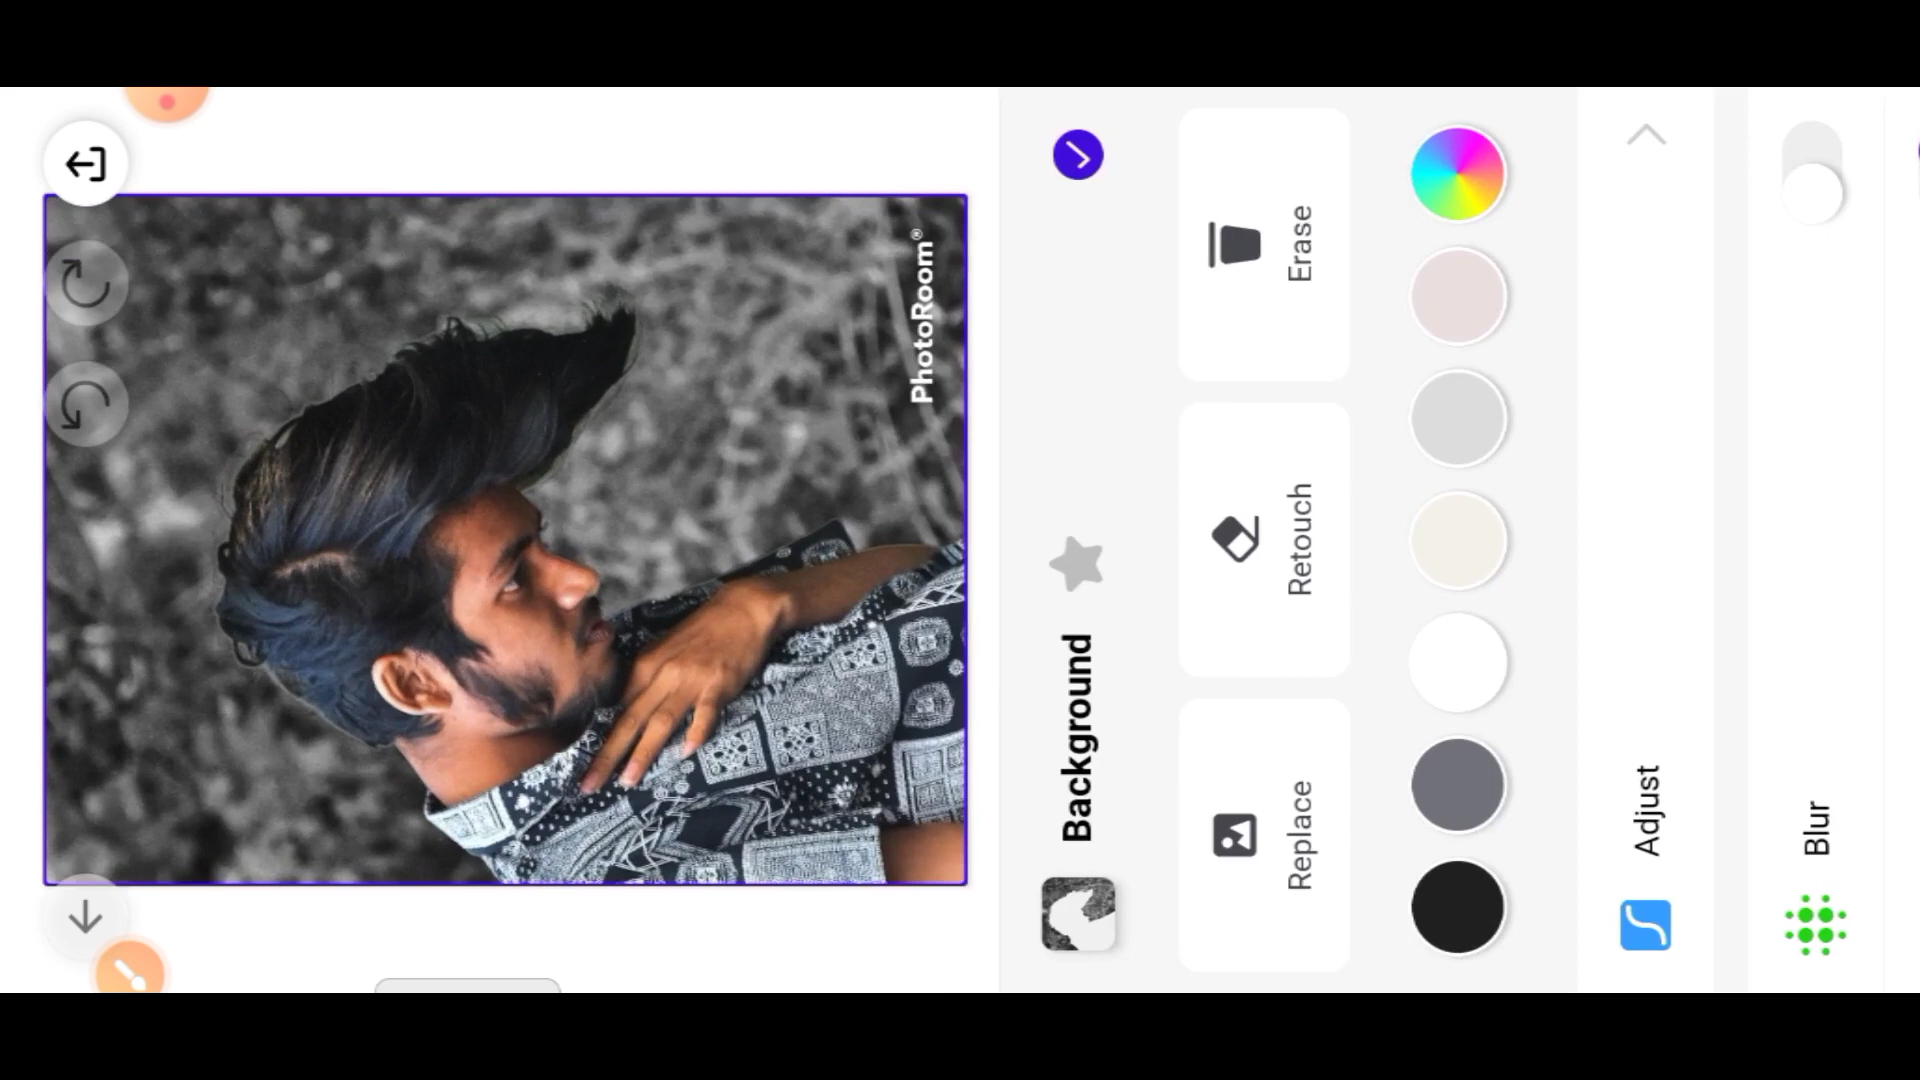 PhotoRoom®
Background
Replace
Retouch
Erase
Adjust
Blur